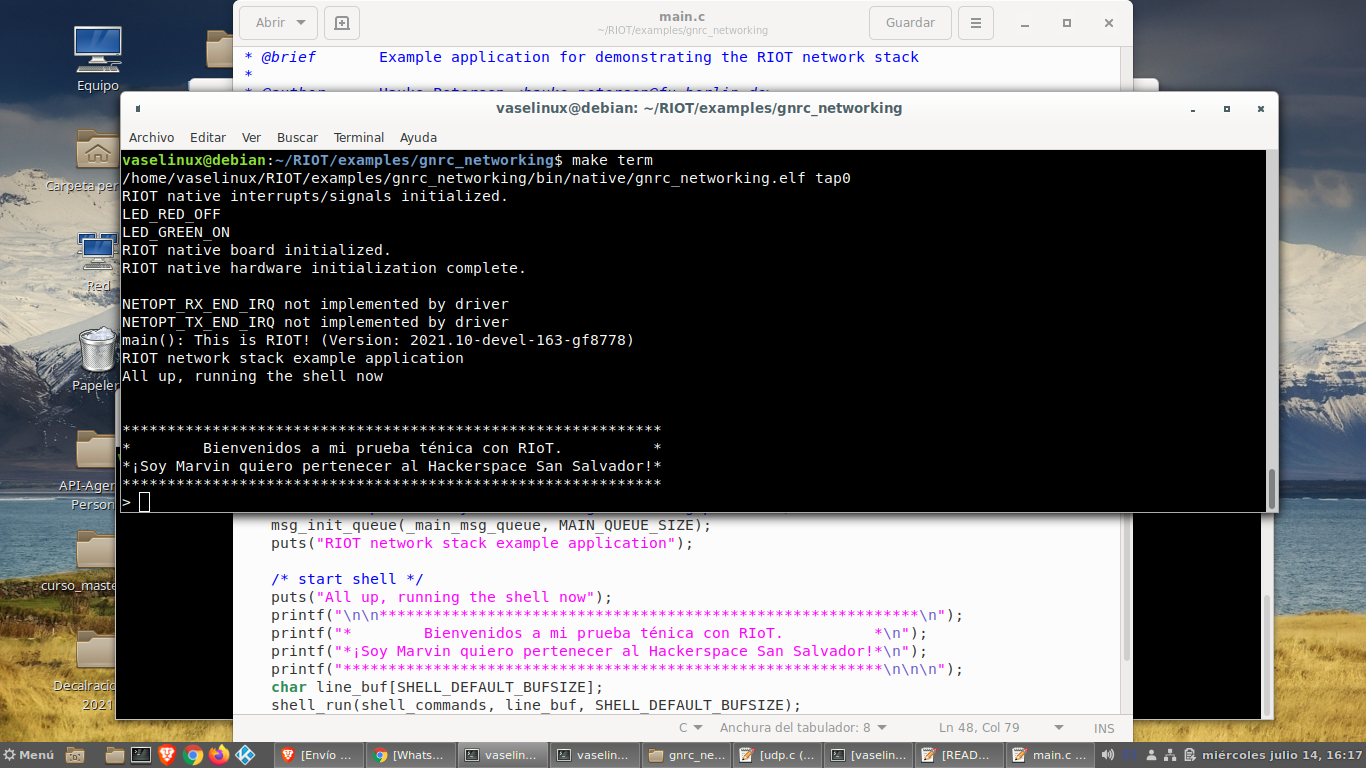 Abrir
main.c
~/RIOT/examples/gnrc_networking
Guardar
* @brief       Example application for demonstrating the RIOT network stack
*
Equipo
Carpeta per
Red
Papeler
API-Agen
Person
curso_maste
Decalracio
2021
vaselinux@debian: ~/RIOT/examples/gnrc_networking
Archivo Editar Ver Buscar Terminal Ayuda
vaselinux@debian:~/RIOT/examples/gnrc_networking$ make term
/home/vaselinux/RIOT/examples/gnrc_networking/bin/native/gnrc_networking.elf tap0
RIOT native interrupts/signals initialized.
LED_RED_OFF
LED_GREEN_ON
RIOT native board initialized.
RIOT native hardware initialization complete.
NETOPT_RX_END_IRQ not implemented by driver
NETOPT_TX_END_IRQ not implemented by driver
main(): This is RIOT! (Version: 2021.10-devel-163-gf8778)
RIOT network stack example application
All up, running the shell now
************************************************************
*        Bienvenidos a mi prueba ténica con RIoT.          *
*¡Soy Marvin quiero pertenecer al Hackerspace San Salvador!*
************************************************************
>
msg_init_queue(_main_msg_queue, MAIN_QUEUE_SIZE);
puts("RIOT network stack example application");
/* start shell */
puts("All up, running the shell now");
printf("\n\n************************************************************\n");
printf("*        Bienvenidos a mi prueba ténica con RIoT.          *\n");
printf("*¡Soy Marvin quiero pertenecer al Hackerspace San Salvador!*\n");
printf("************************************************************\n\n\n");
char line_buf[SHELL_DEFAULT_BUFSIZE];
shell_run(shell_commands, line_buf, SHELL_DEFAULT_BUFSIZE);
C Anchura del tabulador: 8 Ln 48, Col 79 INS
Menú [Envío ... [Whats... vaselin... vaselin... gnrc_ne... [udp.c (... [vaselin... [READ... main.c ... miércoles julio 14, 16:17